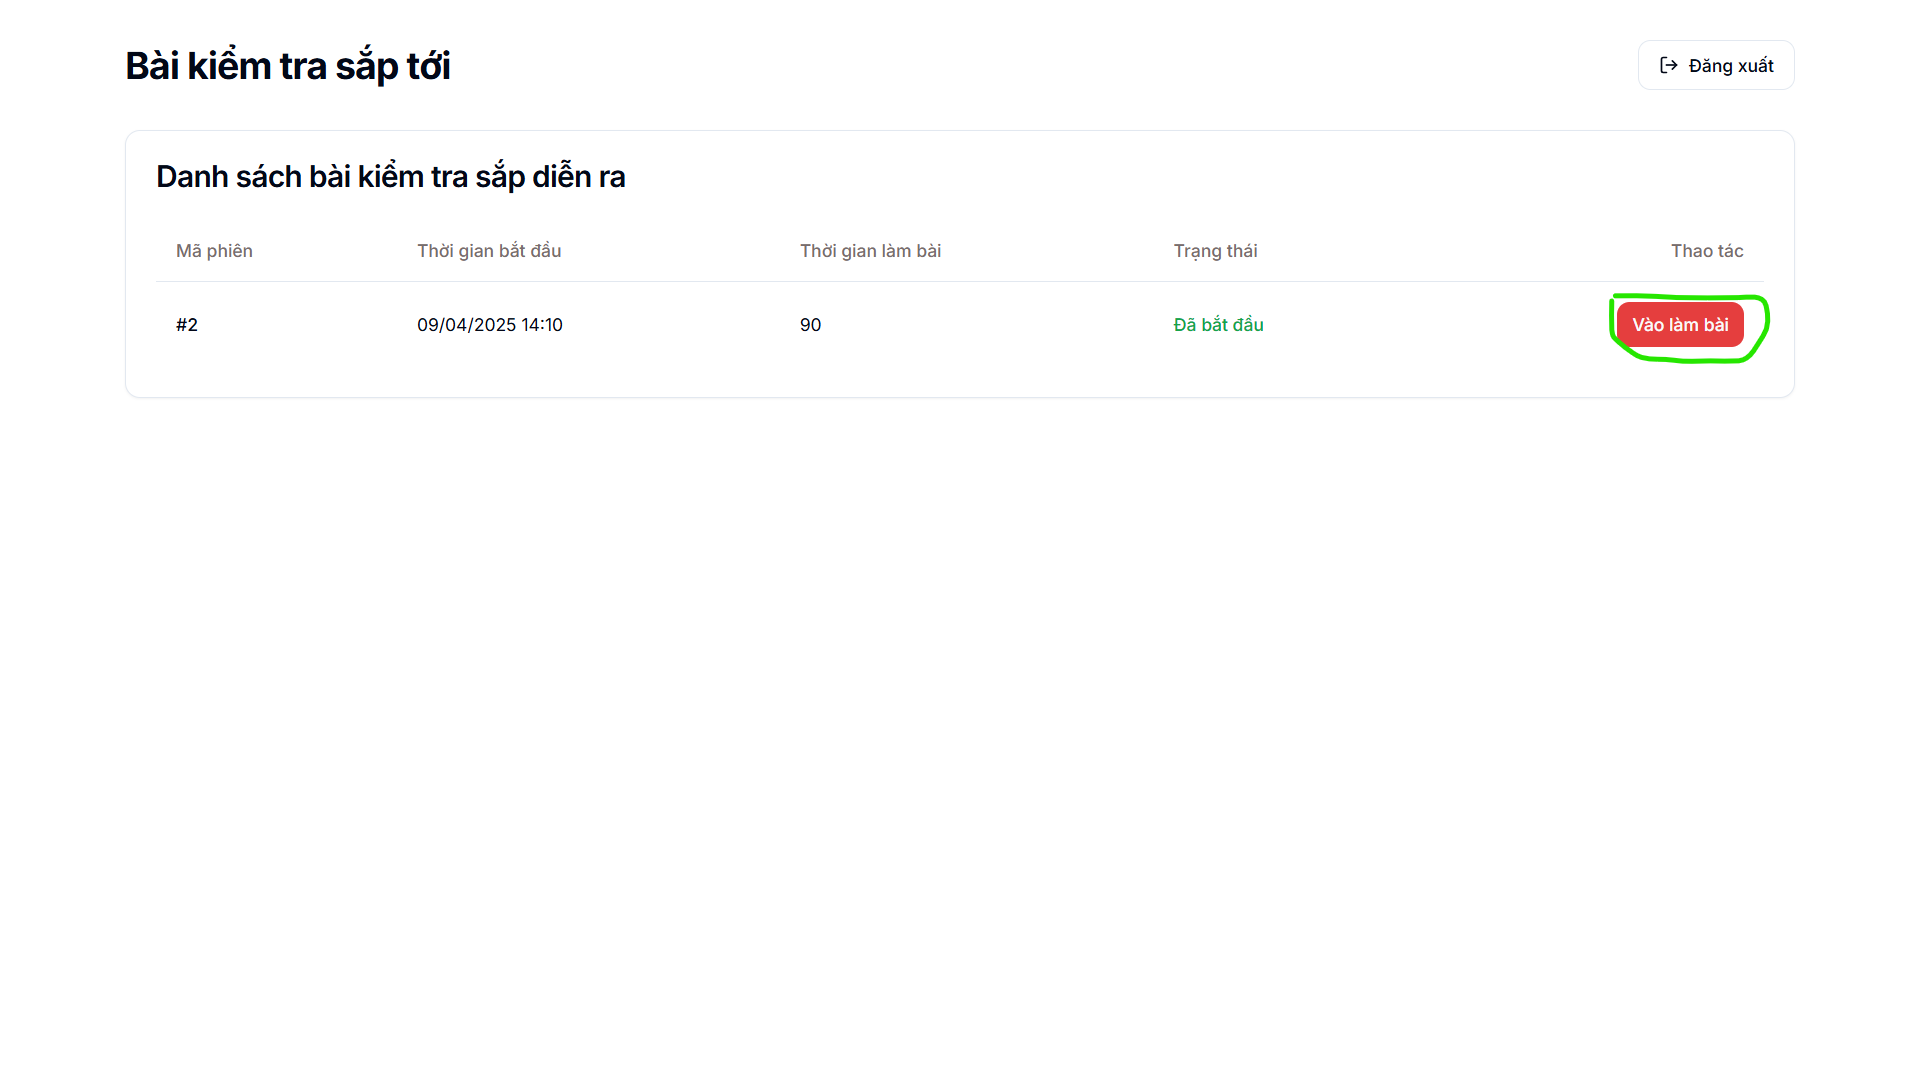 Bài kiểm tra sắp tới
Đăng xuất
Danh sách bài kiểm tra sắp diễn ra
Mã phiên Thời gian bắt đầu Thời gian làm bài Trạng thái Thao tác
#2 09/04/2025 14:10 90 Đã bắt đầu Vào làm bài